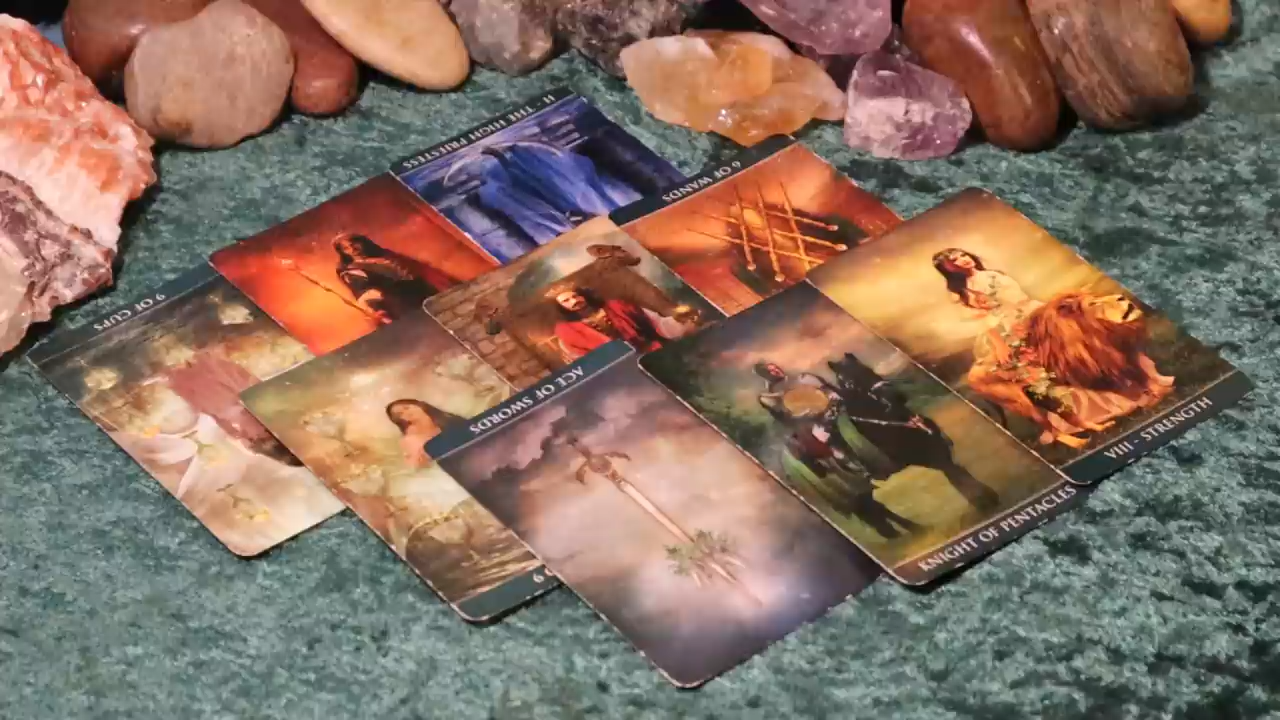 II - THE HIGH PRIESTESS
6 OF WANDS
9 OF CUPS
ACE OF SWORDS
VIII - STRENGTH
KNIGHT OF PENTACLES